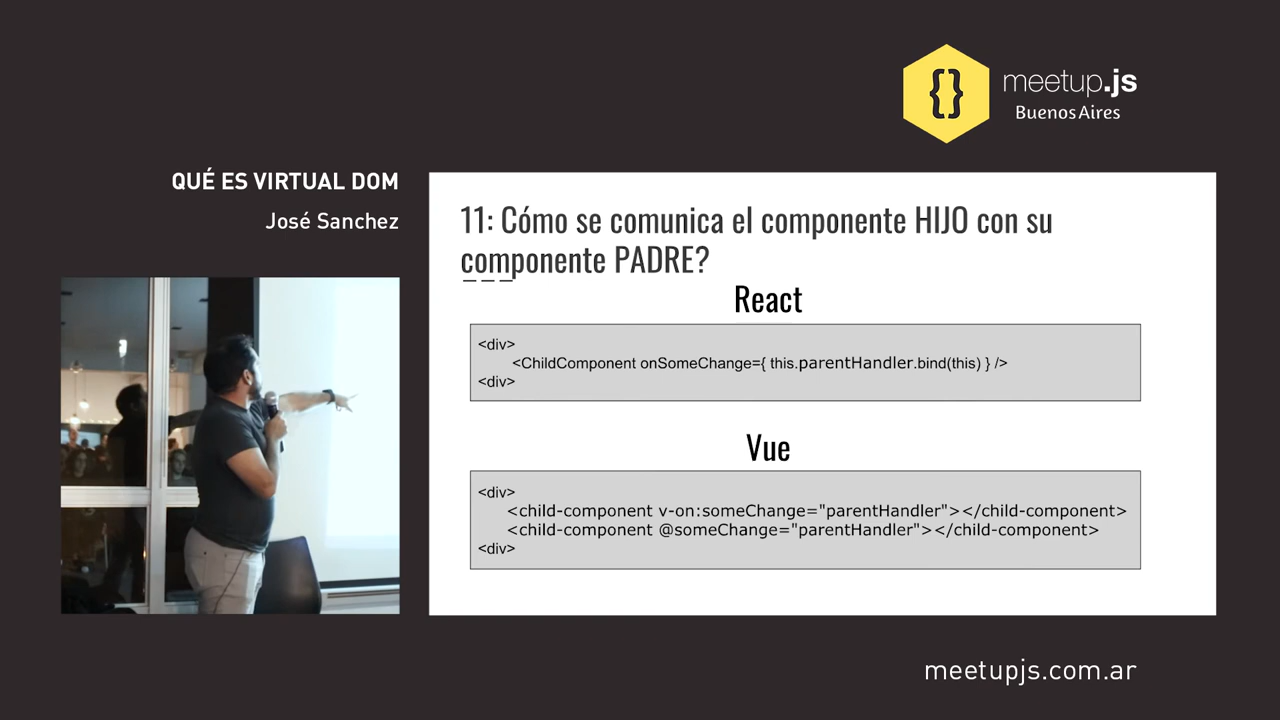 {}
meetup.js
Buenos Aires
QUÉ ES VIRTUAL DOM
José Sanchez
11: Cómo se comunica el componente HIJO con su
componente PADRE?
React
<div>
<ChildComponent onSomeChange={ this.parentHandler.bind(this) } />
<div>
Vue
<div>
<child-component v-on:someChange="parentHandler"></child-component>
<child-component @someChange="parentHandler"></child-component>
<div>
meetupjs.com.ar